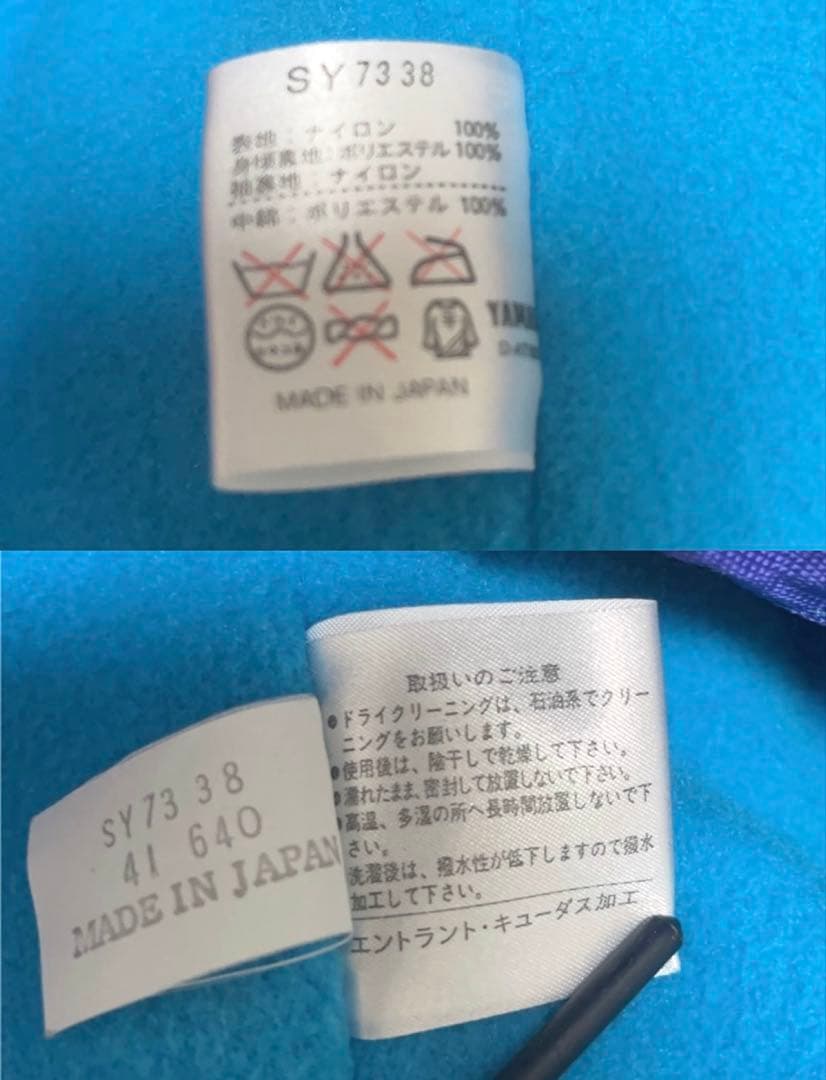 SY7338
表地：ナイロン 100%
身頃裏地：ポリエステル 100%
袖裏地：ナイロン
中綿：ポリエステル 100%
MADE IN JAPAN
SY7338
41 640
MADE IN JAPAN
取扱いのご注意
●ドライクリーニングは、石油系でクリー
ニングをお願いします。
●使用後は、陰干しで乾燥して下さい。
●濡れたまま、密封して放置しないで下さい。
●高温、多湿の所へ長時間放置しないで下
さい。
洗濯後は、撥水性が低下しますので撥水
加工して下さい。
エントラント・キューダス加工